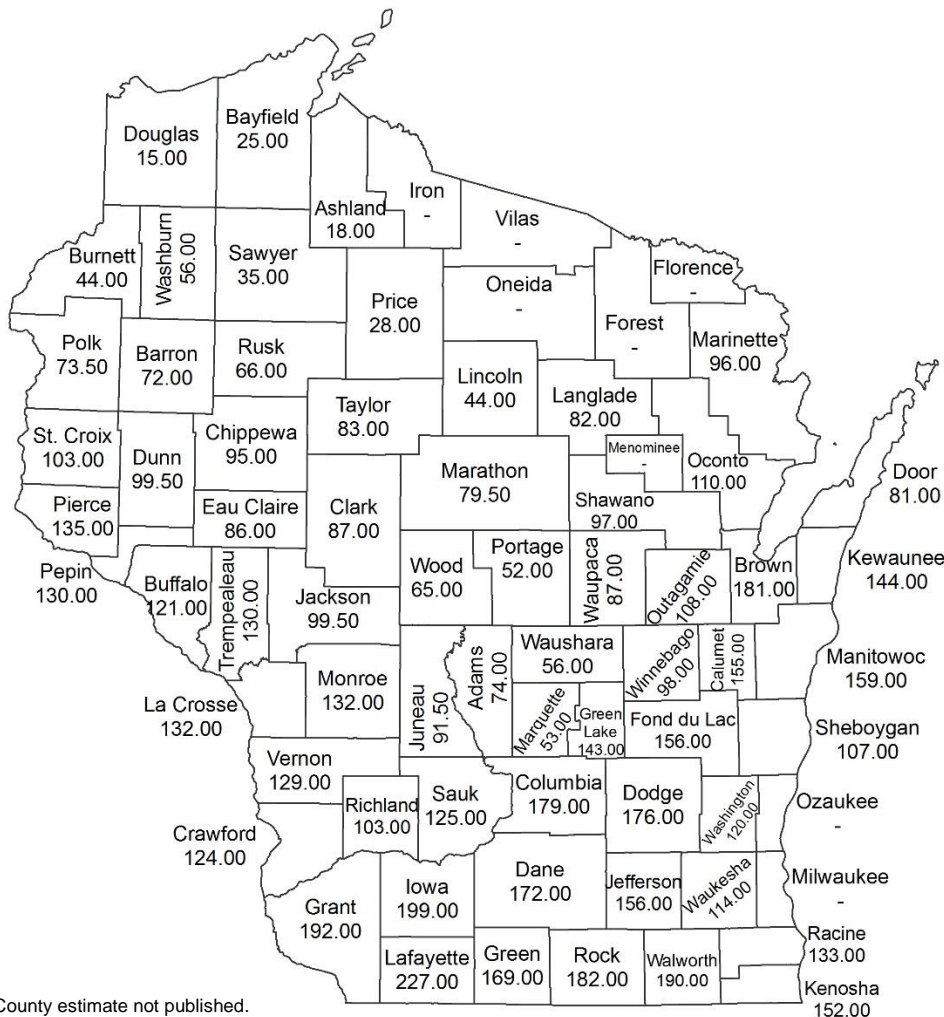 Douglas
15.00
Bayfield
25.00
Ashland
18.00
Iron
-
Vilas
-
Burnett
44.00
Washburn
56.00
Sawyer
35.00
Price
28.00
Oneida
-
Florence
-
Forest
-
Marinette
96.00
Polk
73.50
Barron
72.00
Rusk
66.00
Taylor
83.00
Lincoln
44.00
Langlade
82.00
St. Croix
103.00
Dunn
99.50
Chippewa
95.00
Marathon
79.50
Menominee
-
Oconto
110.00
Door
81.00
Pierce
135.00
Eau Claire
86.00
Clark
87.00
Shawano
97.00
Pepin
130.00
Buffalo
121.00
Trempealeau
130.00
Jackson
99.50
Wood
65.00
Portage
52.00
Waupaca
87.00
Outagamie
108.00
Brown
181.00
Kewaunee
144.00
La Crosse
132.00
Monroe
132.00
Juneau
91.50
Adams
74.00
Waushara
56.00
Winnebago
98.00
Calumet
155.00
Manitowoc
159.00
Marquette
53.00
Green
Lake
143.00
Fond du Lac
156.00
Sheboygan
107.00
Vernon
129.00
Richland
103.00
Sauk
125.00
Columbia
179.00
Dodge
176.00
Washington
120.00
Ozaukee
-
Crawford
124.00
Grant
192.00
Iowa
199.00
Dane
172.00
Jefferson
156.00
Waukesha
114.00
Milwaukee
-
Lafayette
227.00
Green
169.00
Rock
182.00
Walworth
190.00
Racine
133.00
Kenosha
152.00
County estimate not published.